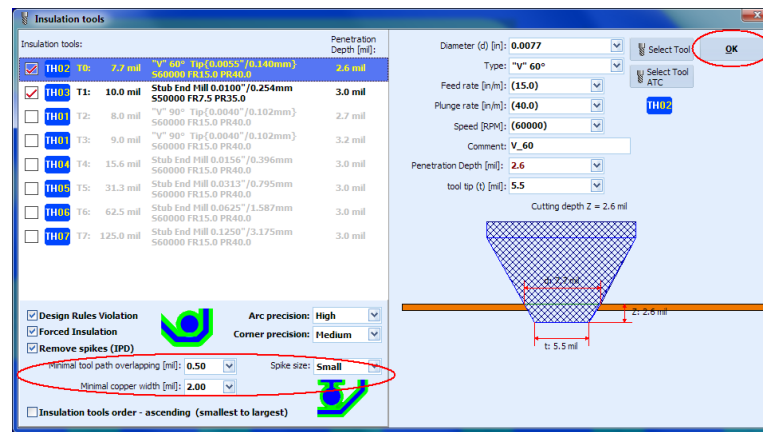 Insulation tools
Insulation tools:
Penetration
Depth [mil]:
TH02 T0: 7.7 mil "V" 60° Tip{0.0055"/0.140mm} 2.6 mil
S60000 FR15.0 PR40.0
TH03 T1: 10.0 mil Stub End Mill 0.0100"/0.254mm 3.0 mil
S50000 FR7.5 PR35.0
TH01 T2: 8.0 mil "V" 90° Tip{0.0040"/0.102mm} 2.7 mil
S60000 FR15.0 PR40.0
TH01 T3: 9.0 mil "V" 90° Tip{0.0040"/0.102mm} 3.2 mil
S60000 FR15.0 PR40.0
TH04 T4: 15.6 mil Stub End Mill 0.0156"/0.396mm 3.0 mil
S60000 FR15.0 PR40.0
TH05 T5: 31.3 mil Stub End Mill 0.0313"/0.795mm 3.0 mil
S60000 FR15.0 PR40.0
TH06 T6: 62.5 mil Stub End Mill 0.0625"/1.587mm 3.0 mil
S60000 FR15.0 PR40.0
TH07 T7: 125.0 mil Stub End Mill 0.1250"/3.175mm 3.0 mil
S60000 FR15.0 PR40.0
Design Rules Violation
Forced Insulation
Remove spikes (IPD)
Arc precision: High
Corner precision: Medium
Minimal tool path overlapping [mil]: 0.50
Spike size: Small
Minimal copper width [mil]: 2.00
Insulation tools order - ascending (smallest to largest)
Diameter (d) [in]: 0.0077
Type: "V" 60°
Feed rate [in/m]: (15.0)
Plunge rate [in/m]: (40.0)
Speed [RPM]: (60000)
Comment: V_60
Penetration Depth [mil]: 2.6
tool tip (t) [mil]: 5.5
Select Tool
Select Tool
ATC
TH02
OK
Cutting depth Z = 2.6 mil
d: 7.7 mil
Z: 2.6 mil
t: 5.5 mil